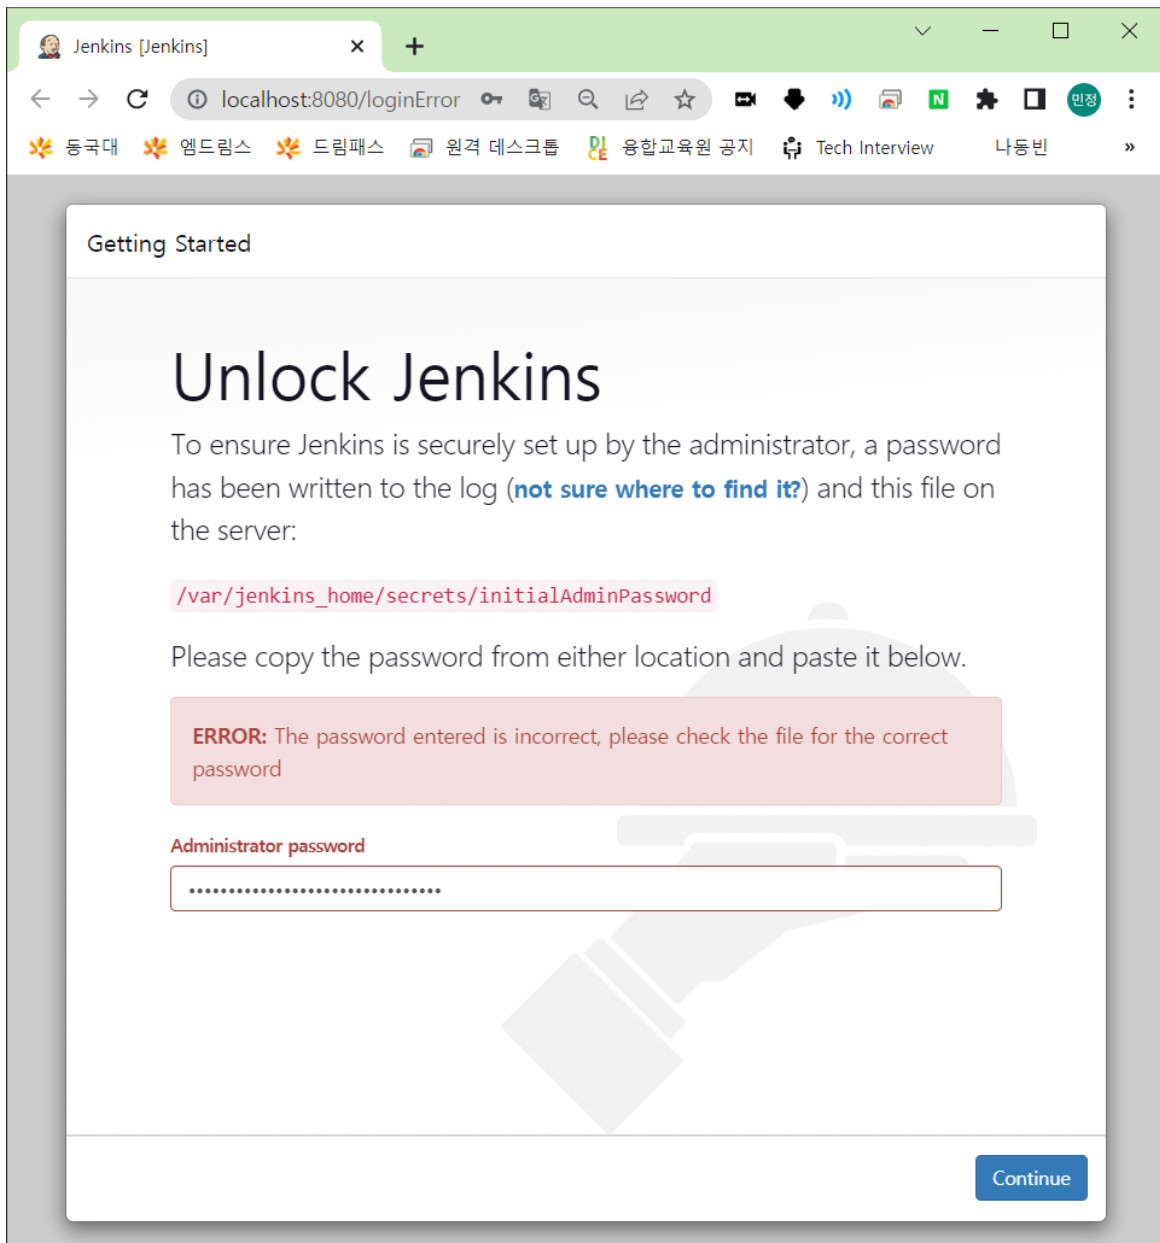 Jenkins [Jenkins]
localhost:8080/loginError
민정
동국대 엠드림스 드림패스 원격 데스크톱 DICE 융합교육원 공지 Tech Interview 나동빈 »
Getting Started
Unlock Jenkins
To ensure Jenkins is securely set up by the administrator, a password
has been written to the log (not sure where to find it?) and this file on
the server:
/var/jenkins_home/secrets/initialAdminPassword
Please copy the password from either location and paste it below.
ERROR: The password entered is incorrect, please check the file for the correct
password
Administrator password
Continue